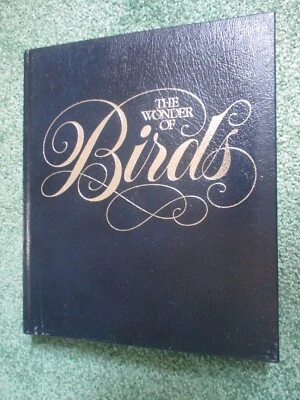 THE
WONDER
OF
Birds